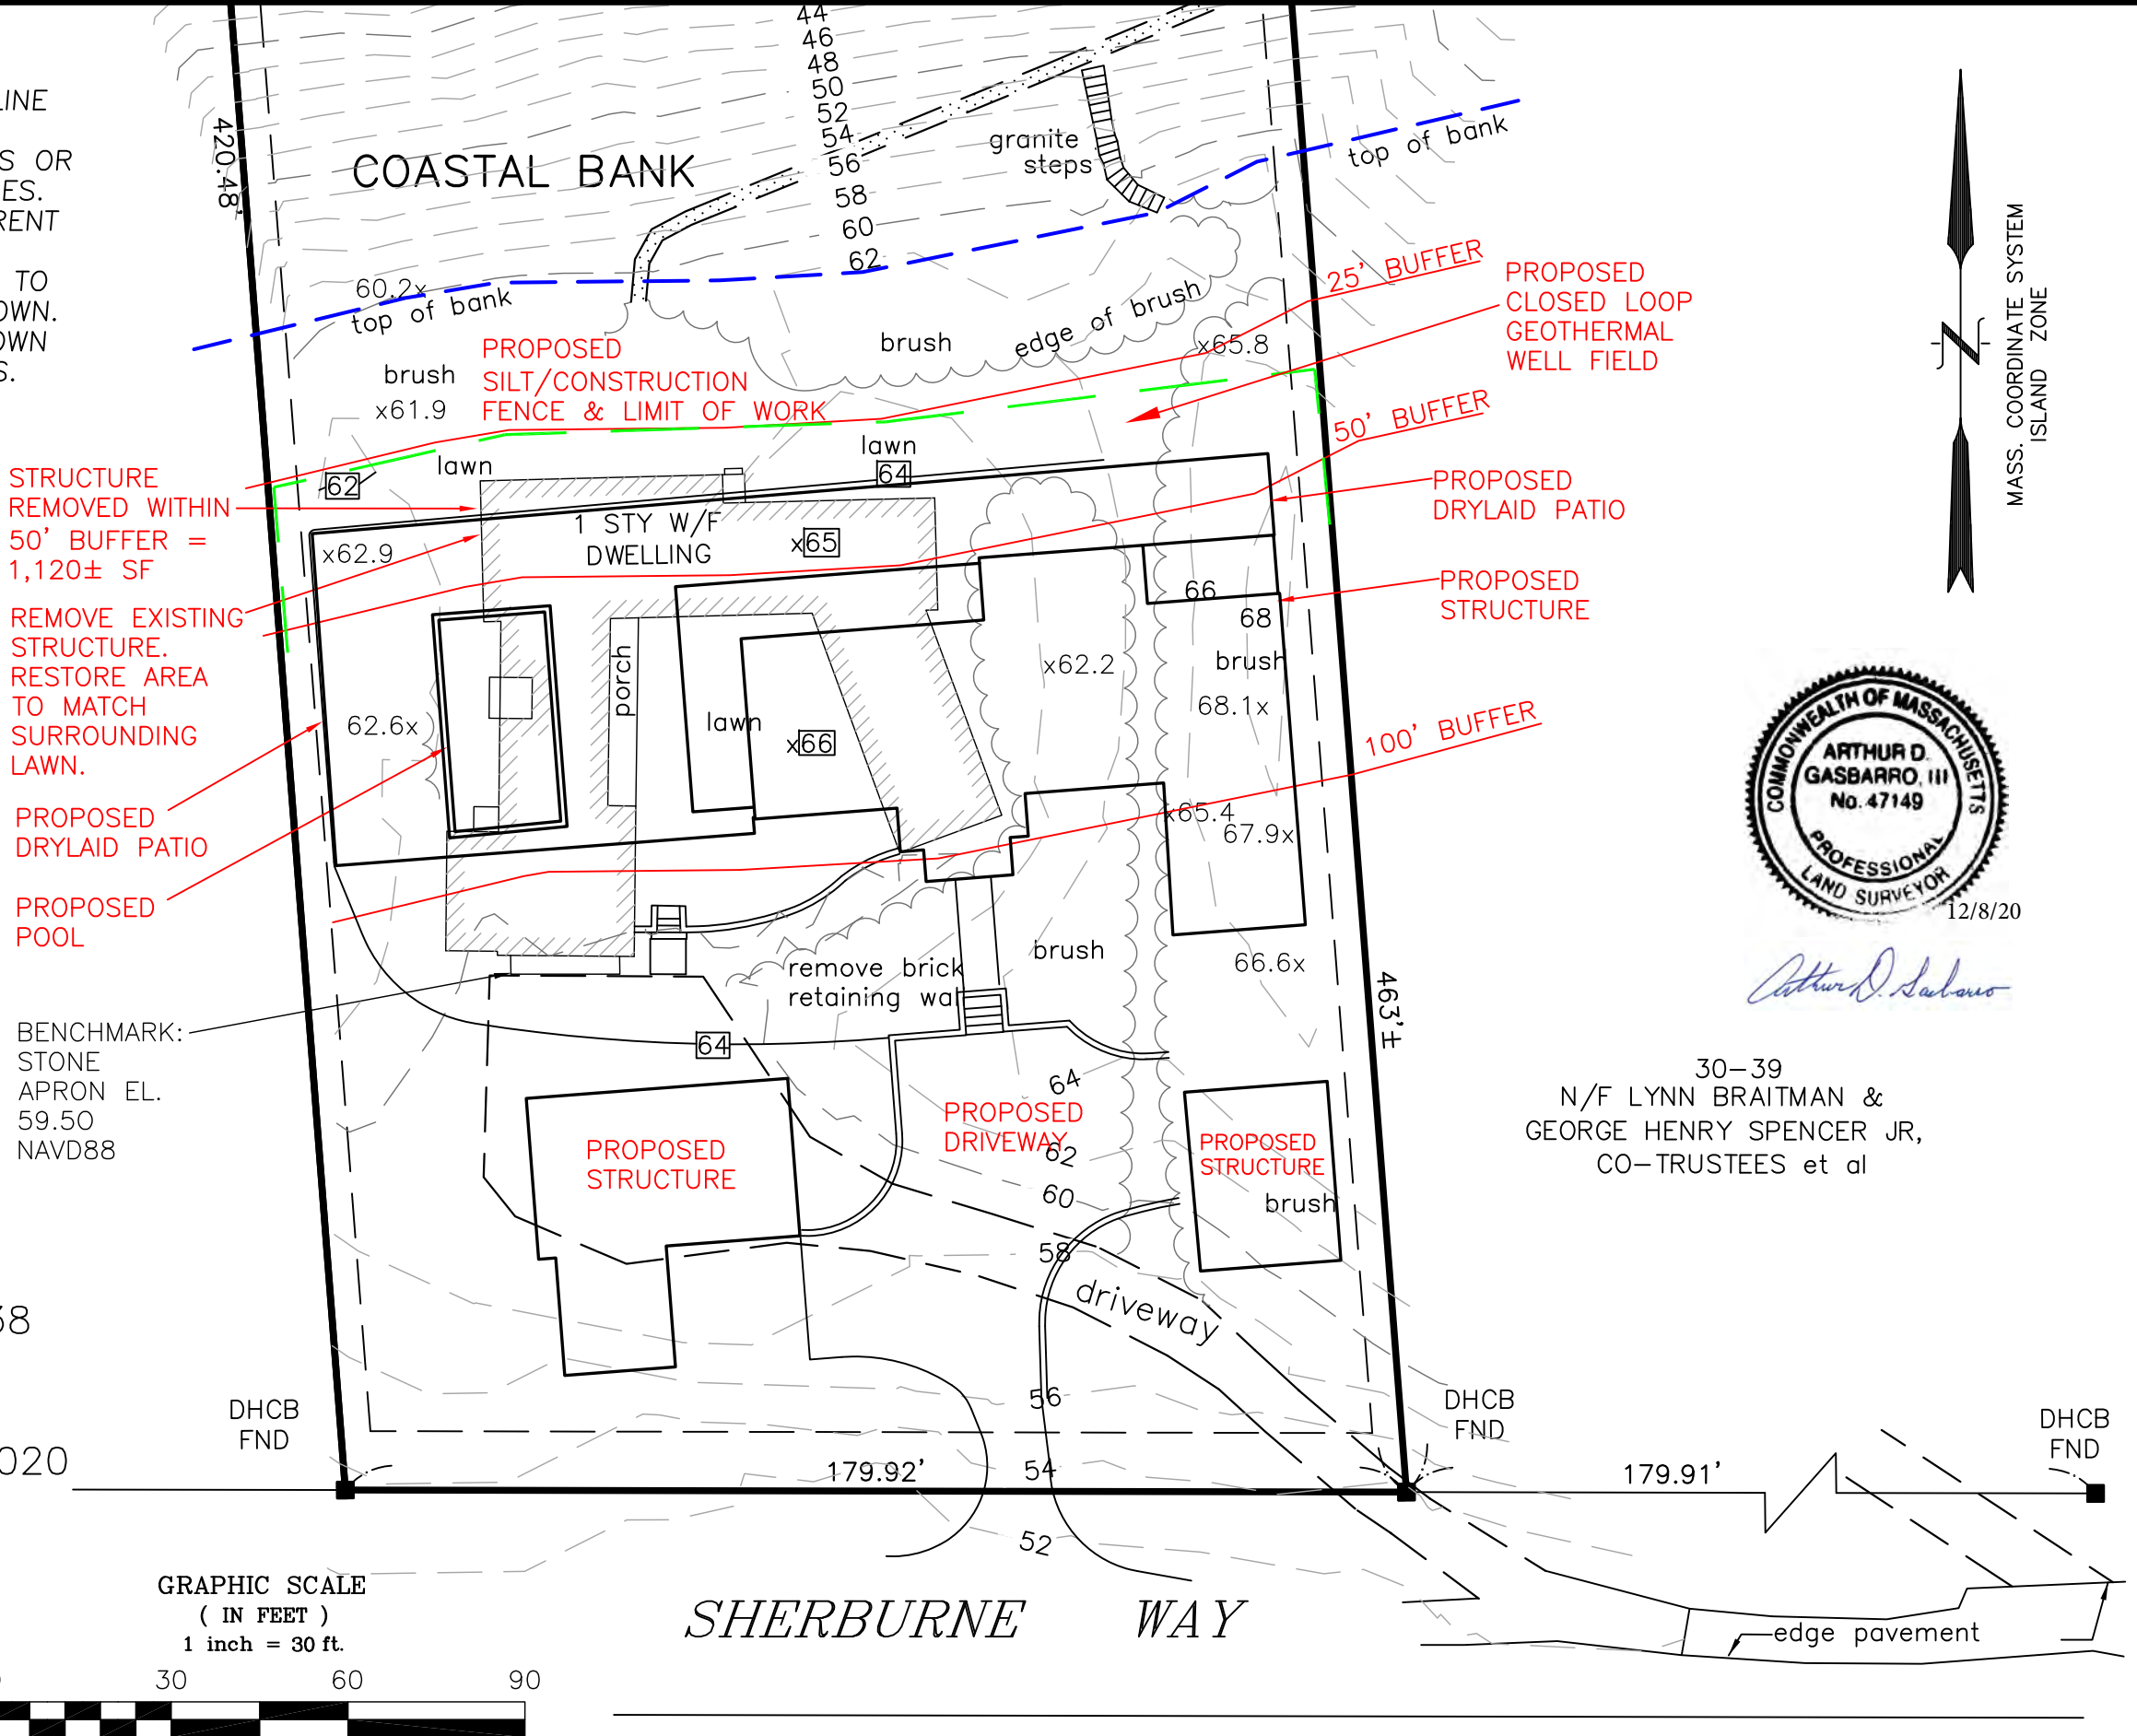 LINE
S OR
ES.
RENT
TO
OWN.
OWN
S.
420.48'
COASTAL BANK
44
46
48
50
52
54
56
58
60
62
granite
steps
top of bank
60.2x
top of bank
brush
x61.9
PROPOSED
SILT/CONSTRUCTION
FENCE & LIMIT OF WORK
brush
edge of brush
x65.8
25' BUFFER
PROPOSED
CLOSED LOOP
GEOTHERMAL
WELL FIELD
50' BUFFER
MASS. COORDINATE SYSTEM
ISLAND ZONE
N
lawn
lawn
62
64
STRUCTURE
REMOVED WITHIN
50' BUFFER =
1,120± SF
REMOVE EXISTING
STRUCTURE.
RESTORE AREA
TO MATCH
SURROUNDING
LAWN.
PROPOSED
DRYLAID PATIO
PROPOSED
POOL
x62.9
1 STY W/F
DWELLING
x65
PROPOSED
DRYLAID PATIO
PROPOSED
STRUCTURE
66
68
brush
x62.2
68.1x
porch
62.6x
lawn
x66
100' BUFFER
x65.4
67.9x
COMMONWEALTH OF MASSACHUSETTS
ARTHUR D.
GASBARRO, III
No. 47149
PROFESSIONAL
LAND SURVEYOR
12/8/20
Arthur D. Gasbarro
brush
66.6x
remove brick
retaining wal
463'±
BENCHMARK:
STONE
APRON EL.
59.50
NAVD88
64
64
PROPOSED
DRIVEWAY
62
60
58
PROPOSED
STRUCTURE
PROPOSED
STRUCTURE
brush
30-39
N/F LYNN BRAITMAN &
GEORGE HENRY SPENCER JR,
CO-TRUSTEES et al
driveway
38
020
56
DHCB
FND
DHCB
FND
DHCB
FND
179.92'
54
179.91'
52
GRAPHIC SCALE
( IN FEET )
1 inch = 30 ft.
30
60
90
SHERBURNE WAY
edge pavement